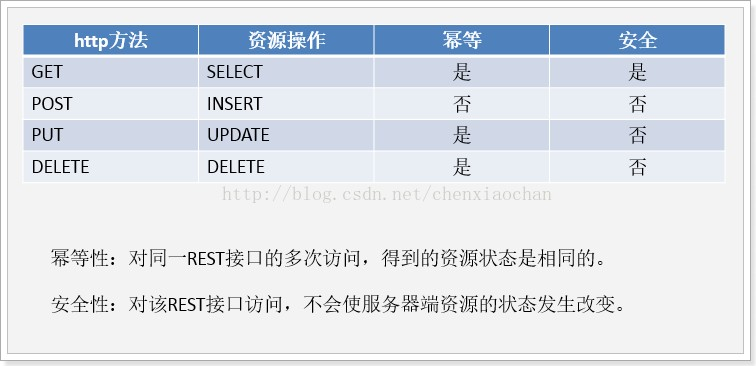 http方法 资源操作 幂等 安全
GET SELECT 是 是
POST INSERT 否 否
PUT UPDATE 是 否
DELETE DELETE 是 否
http://blog.csdn.net/chenxiaochan
幂等性：对同一REST接口的多次访问，得到的资源状态是相同的。
安全性：对该REST接口访问，不会使服务器端资源的状态发生改变。